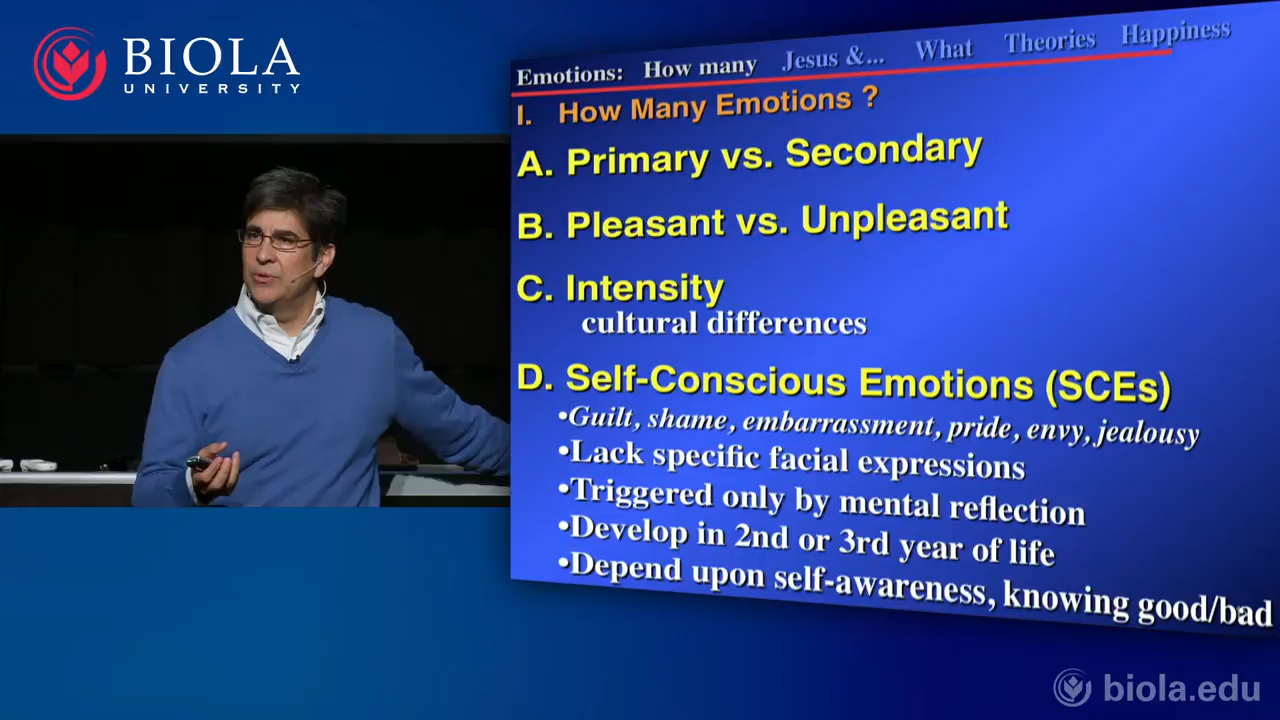 BIOLA
UNIVERSITY
Emotions: How many Jesus &... What Theories Happiness
I. How Many Emotions ?
A. Primary vs. Secondary
B. Pleasant vs. Unpleasant
C. Intensity
cultural differences
D. Self-Conscious Emotions (SCEs)
•Guilt, shame, embarrassment, pride, envy, jealousy
•Lack specific facial expressions
•Triggered only by mental reflection
•Develop in 2nd or 3rd year of life
•Depend upon self-awareness, knowing good/bad
biola.edu